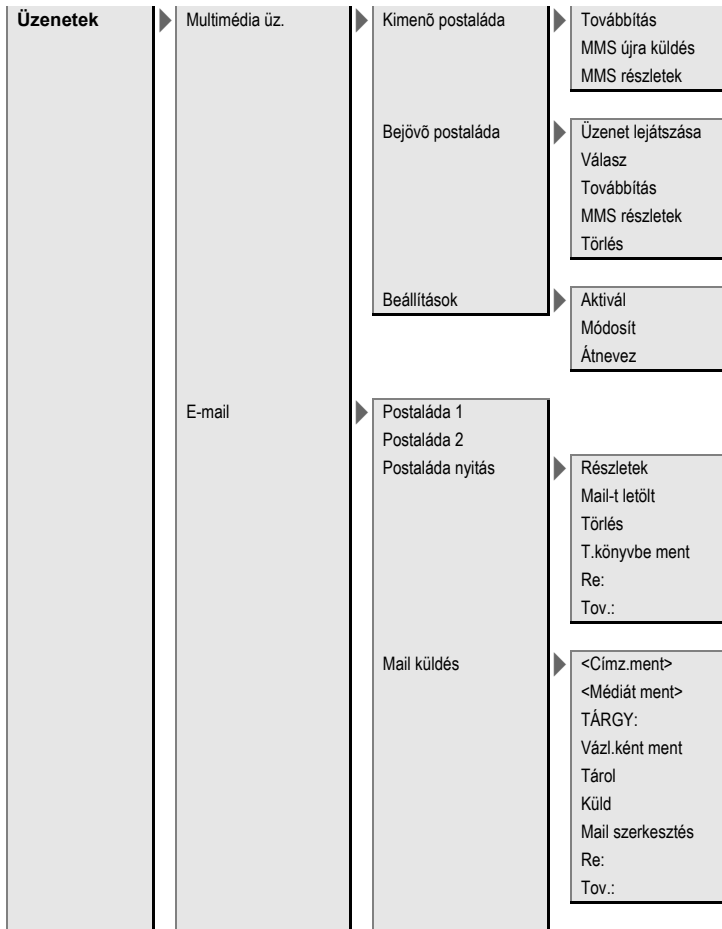 Üzenetek
Multimédia üz.
Kimenõ postaláda
Továbbítás
MMS újra küldés
MMS részletek
Bejövõ postaláda
Üzenet lejátszása
Válasz
Továbbítás
MMS részletek
Törlés
Beállítások
Aktivál
Módosít
Átnevez
E-mail
Postaláda 1
Postaláda 2
Postaláda nyitás
Részletek
Mail-t letölt
Törlés
T.könyvbe ment
Re:
Tov.:
Mail küldés
<Címz.ment>
<Médiát ment>
TÁRGY:
Vázl.ként ment
Tárol
Küld
Mail szerkesztés
Re:
Tov.: